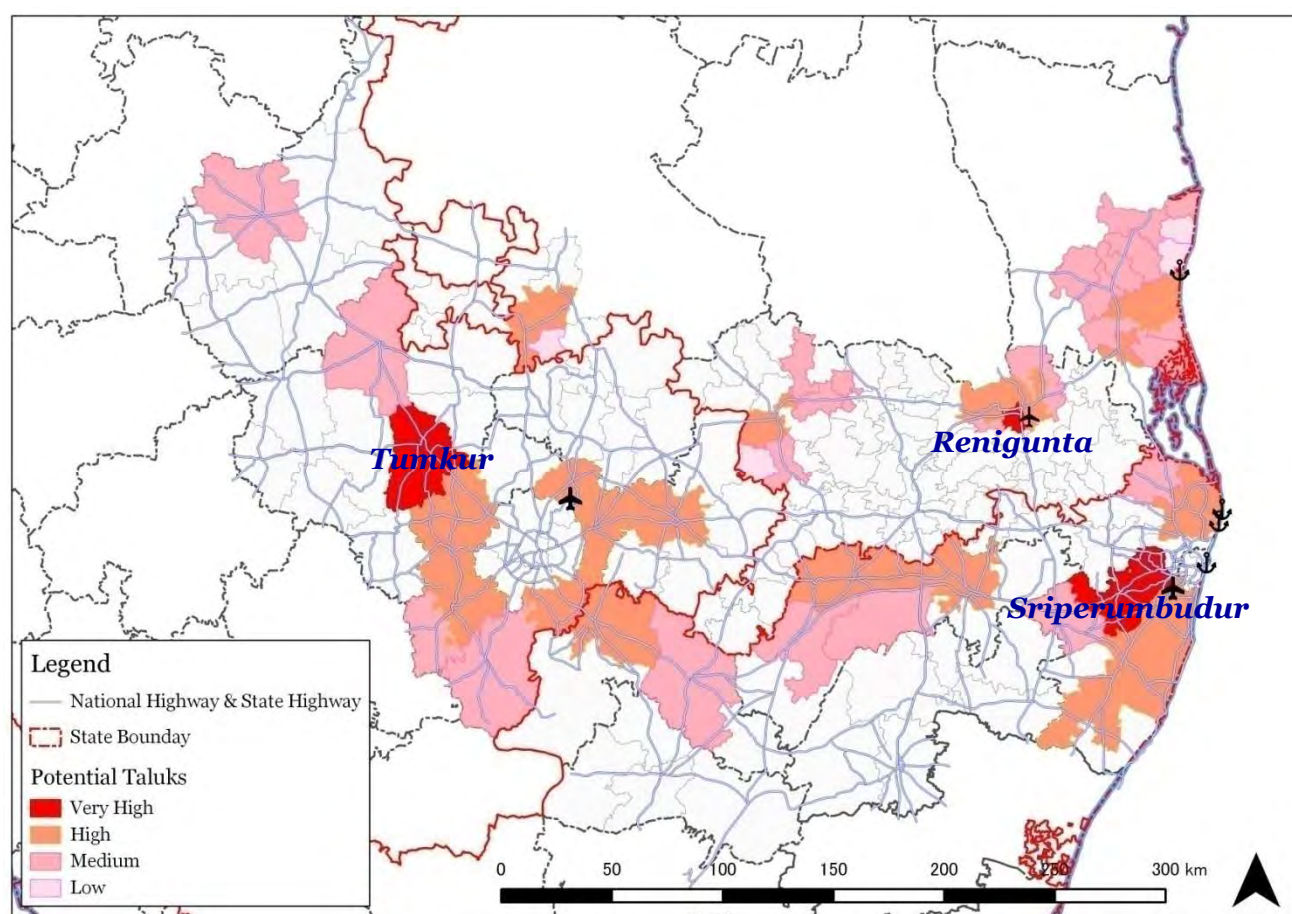 Renigunta
Tumkur
Sriperumbudur
Legend
National Highway & State Highway
State Bounday
Potential Taluks
Very High
High
Medium
Low
0 50 100 150 200 250 300 km